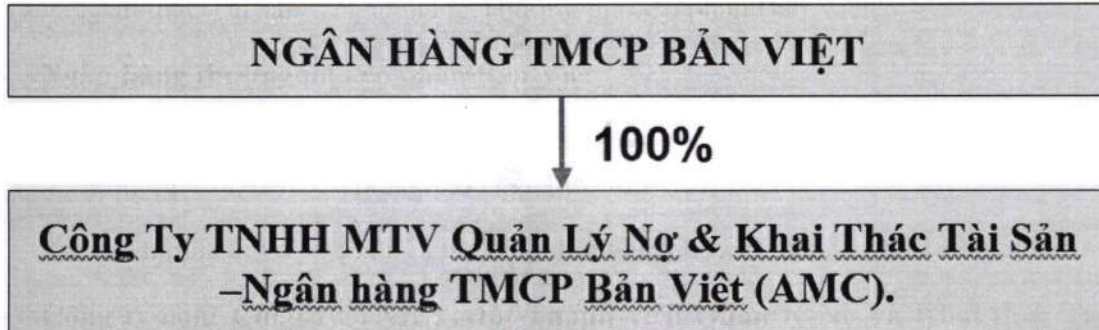 NGÂN HÀNG TMCP BẢN VIỆT
100%
Công Ty TNHH MTV Quản Lý Nợ & Khai Thác Tài Sản
–Ngân hàng TMCP Bản Việt (AMC).